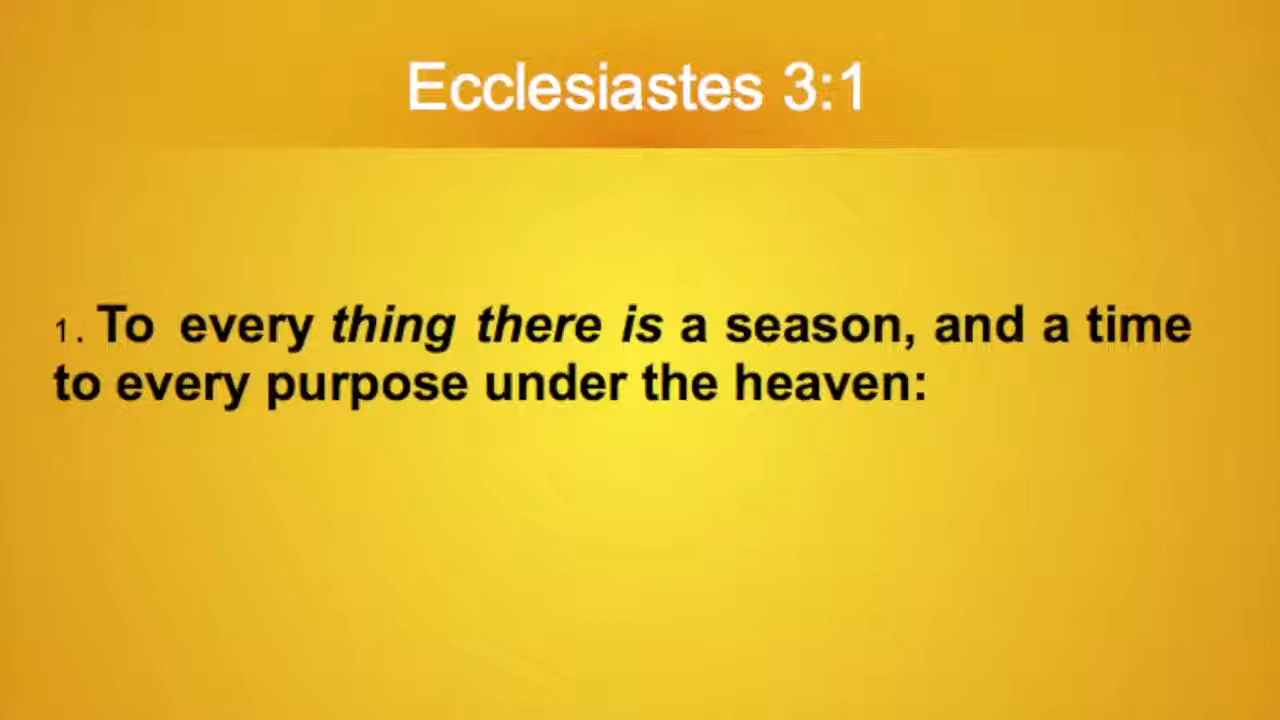 Ecclesiastes 3:1
1. To every thing there is a season, and a time
to every purpose under the heaven: